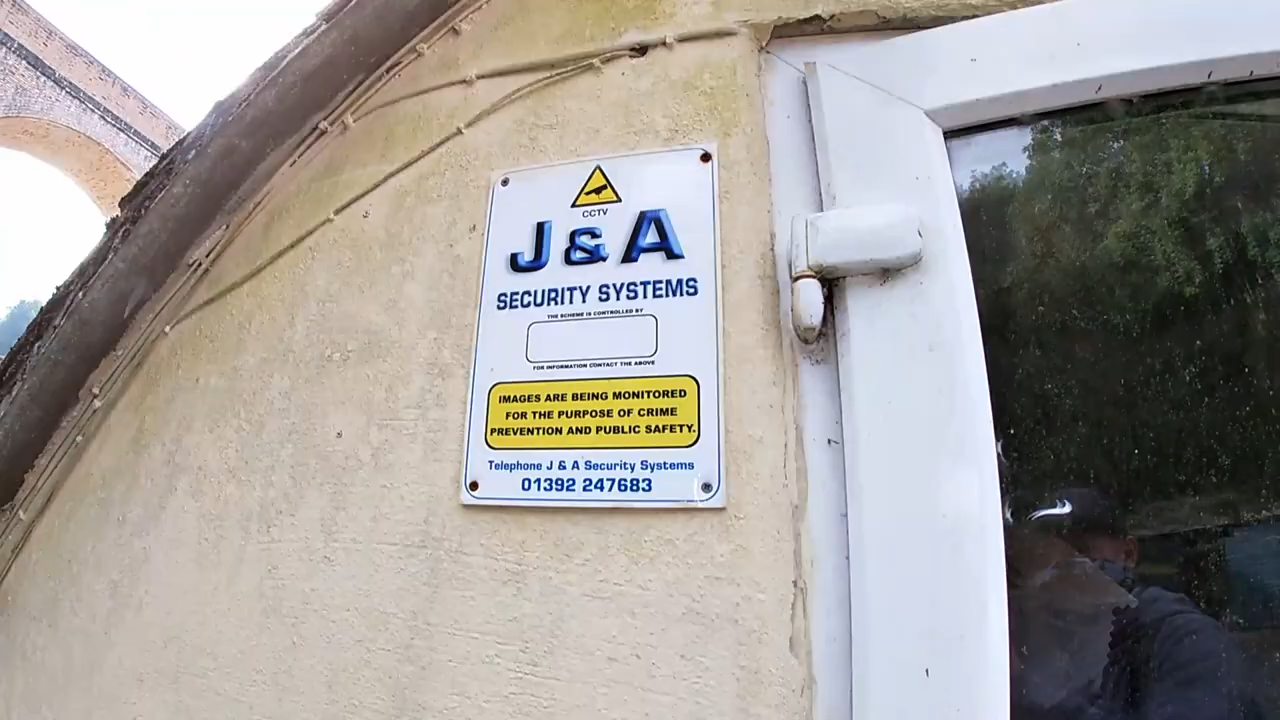 CCTV
J & A
SECURITY SYSTEMS
THE SCHEME IS CONTROLLED BY
FOR INFORMATION CONTACT THE ABOVE
IMAGES ARE BEING MONITORED
FOR THE PURPOSE OF CRIME
PREVENTION AND PUBLIC SAFETY.
Telephone J & A Security Systems
01392 247683